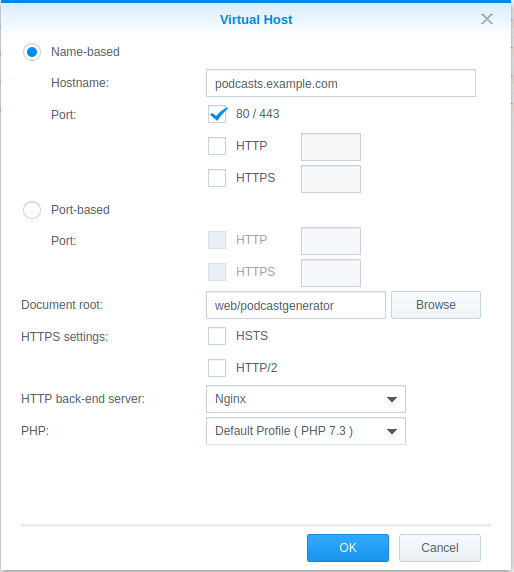 Virtual Host
Name-based
Hostname: podcasts.example.com
Port: 80 / 443
HTTP
HTTPS
Port-based
Port: HTTP
HTTPS
Document root: web/podcastgenerator Browse
HTTPS settings: HSTS
HTTP/2
HTTP back-end server: Nginx
PHP: Default Profile ( PHP 7.3 )
OK Cancel